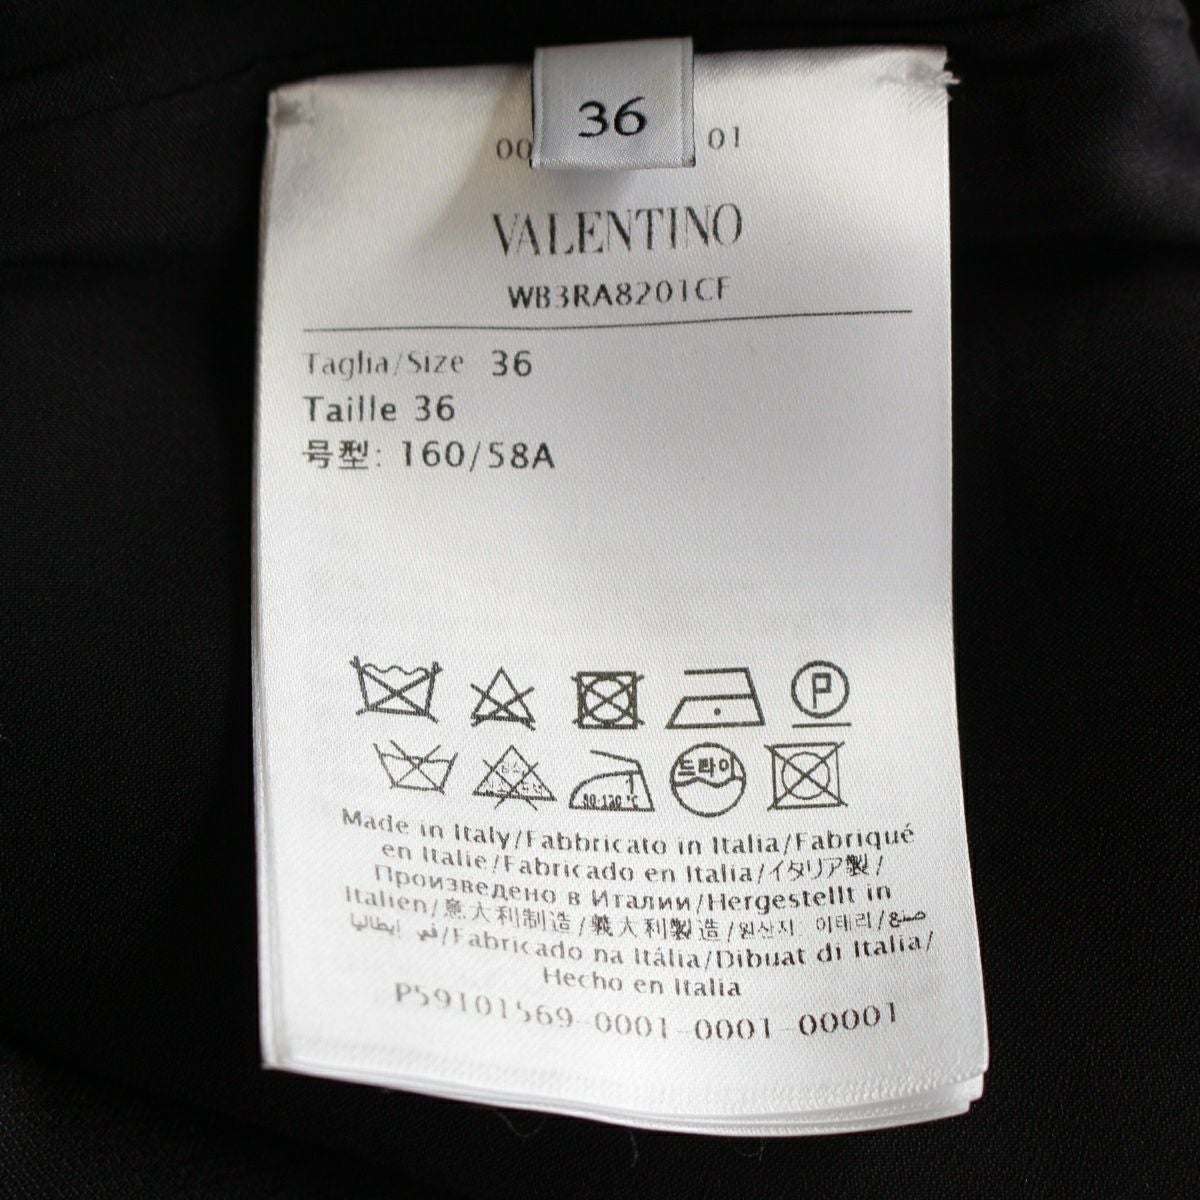 36
00 01
VALENTINO
WB3RA8201CF
Taglia/Size 36
Taille 36
号型: 160/58A
P
드라이
90-120 °C
Made in Italy/Fabbricato in Italia/Fabriqué
en Italie/Fabricado en Italia/イタリア製/
Произведено в Италии/Hergestellt in
Italien/意大利制造/義大利製造/원산지: 이태리/صنع
في إيطاليا/Fabricado na Itália/Dibuat di Italia/
Hecho en Italia
P59101569-0001-0001-00001